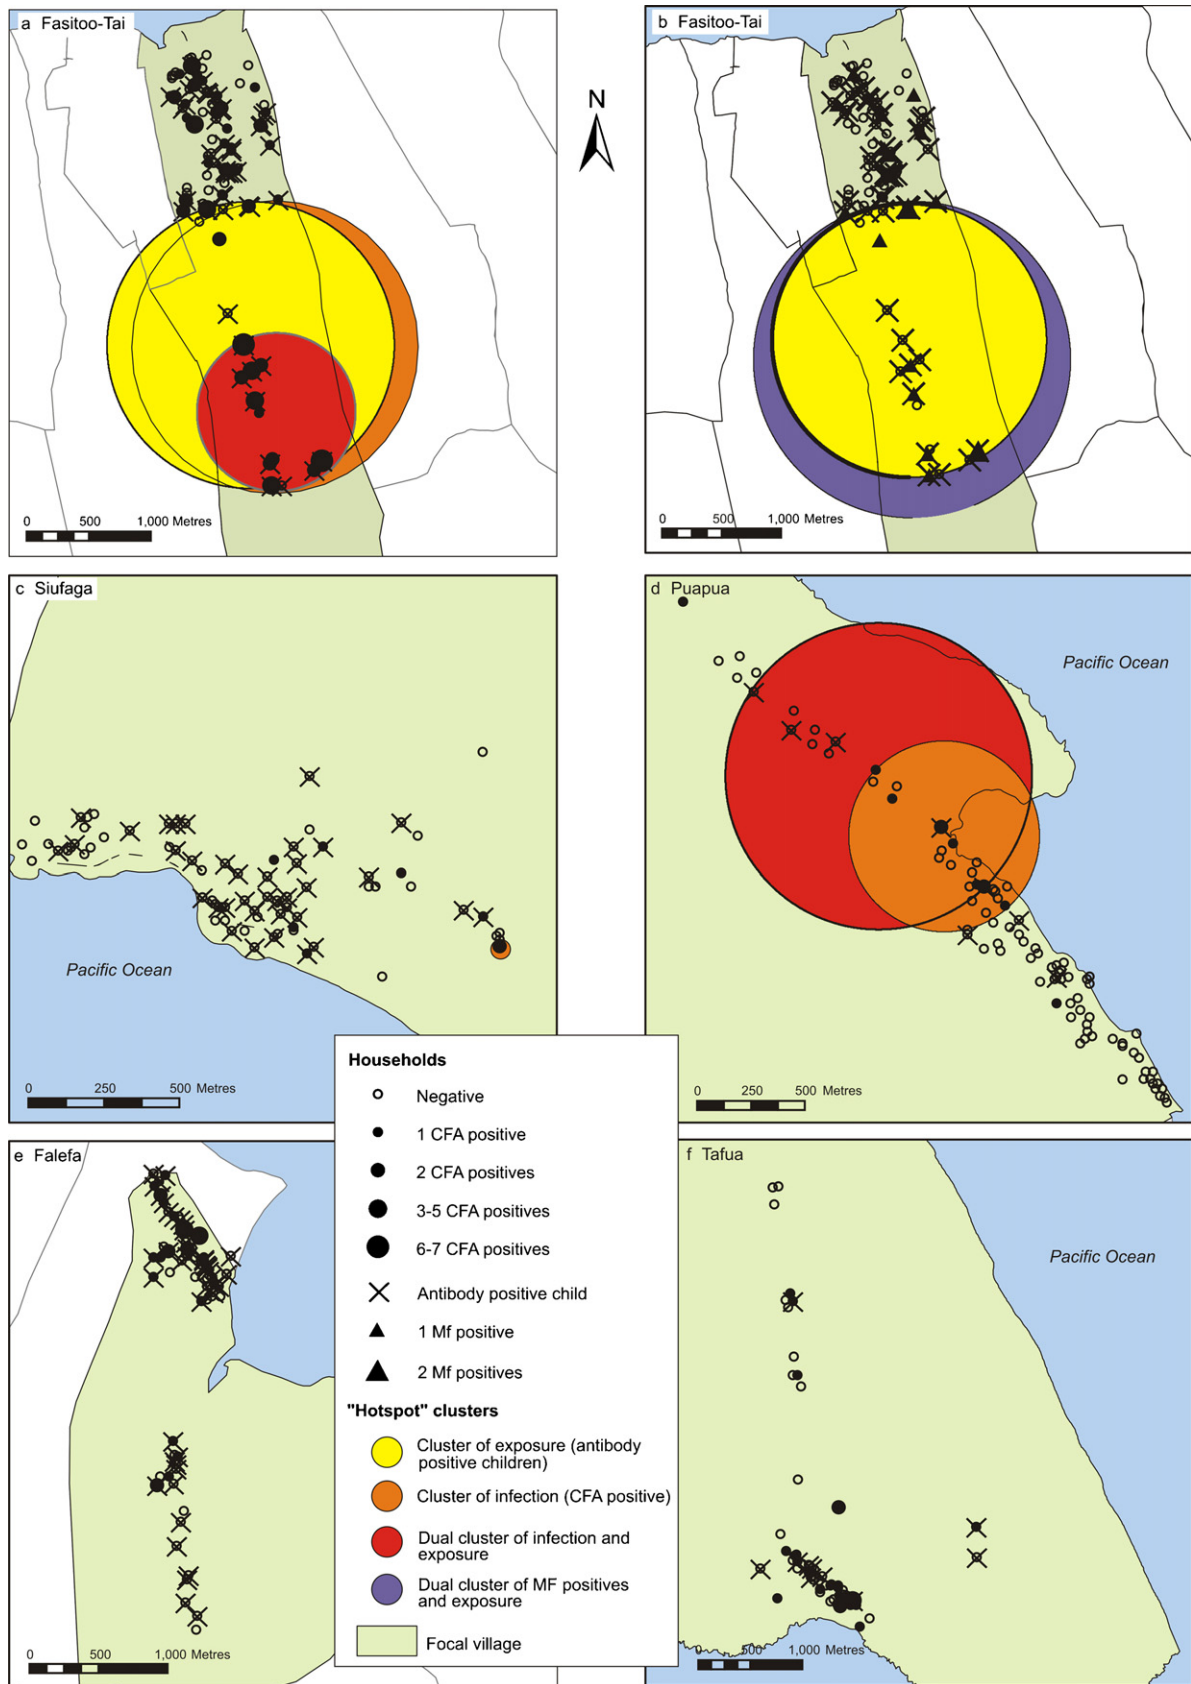 a Fasitoo-Tai
0 500 1,000 Metres
N
b Fasitoo-Tai
0 500 1,000 Metres
c Siufaga
Pacific Ocean
0 250 500 Metres
d Puapua
Pacific Ocean
0 250 500 Metres
e Falefa
0 500 1,000 Metres
Households
Negative
1 CFA positive
2 CFA positives
3-5 CFA positives
6-7 CFA positives
Antibody positive child
1 Mf positive
2 Mf positives
"Hotspot" clusters
Cluster of exposure (antibody
positive children)
Cluster of infection (CFA positive)
Dual cluster of infection and
exposure
Dual cluster of MF positives
and exposure
Focal village
f Tafua
Pacific Ocean
0 500 1,000 Metres